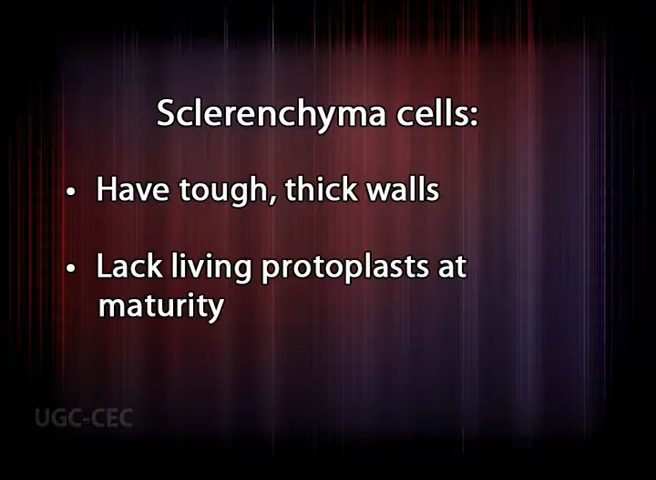 Sclerenchyma cells:
• Have tough, thick walls
• Lack living protoplasts at
maturity
UGC-CEC